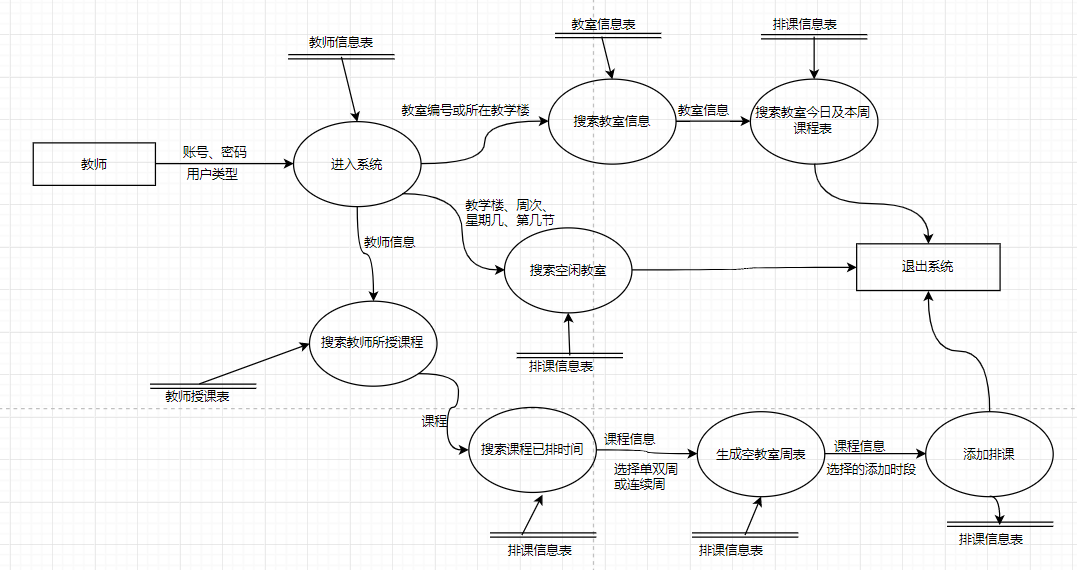 教室信息表
排课信息表
教师信息表
教室编号或所在教学楼
搜索教室信息
教室信息
搜索教室今日及本周
课程表
教师
账号、密码
用户类型
进入系统
教学楼、周次、
星期几、第几节
教师信息
搜索空闲教室
退出系统
排课信息表
搜索教师所授课程
教师授课表
课程
搜索课程已排时间
课程信息
选择单双周
或连续周
生成空教室周表
课程信息
选择的添加时段
添加排课
排课信息表
排课信息表
排课信息表